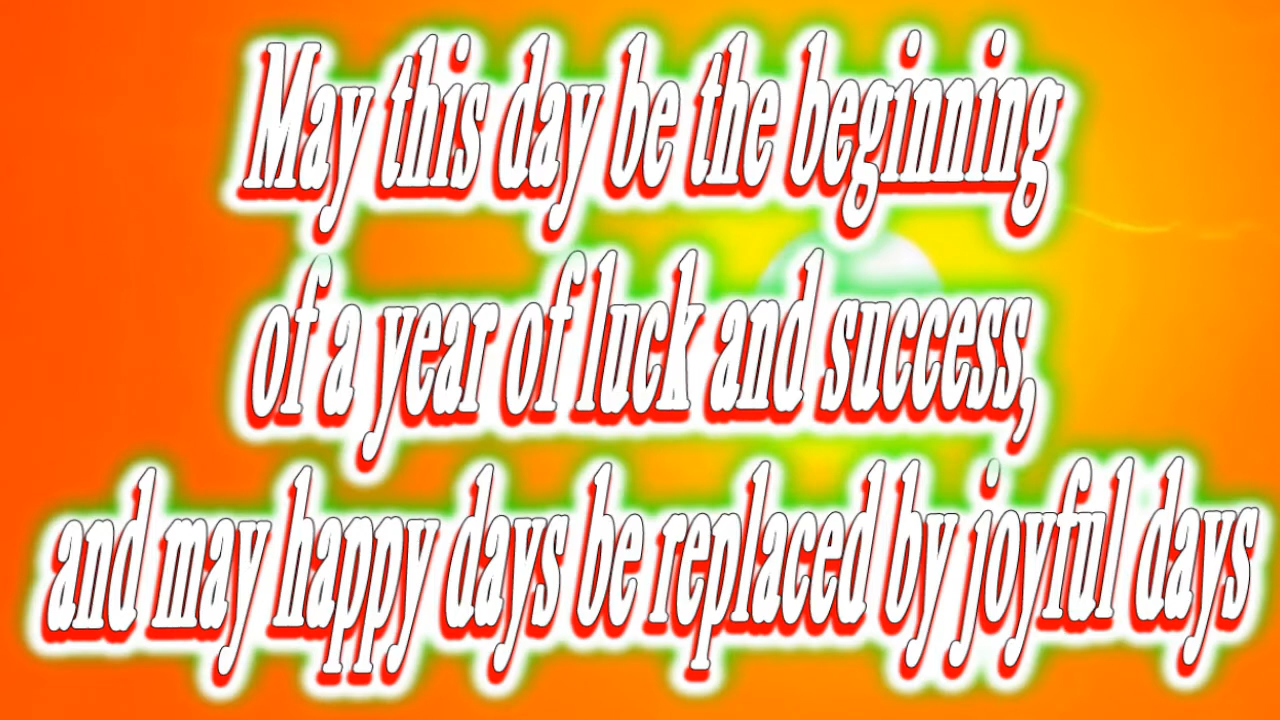 May this day be the beginning
of a year of luck and success,
and may happy days be replaced by joyful days